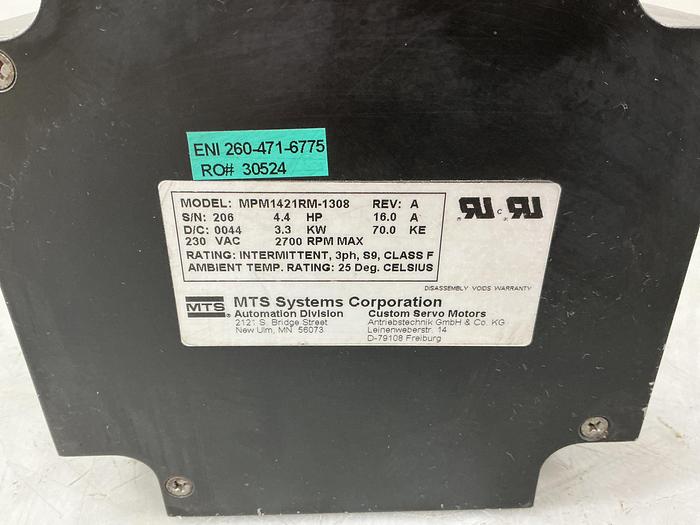 ENI 260-471-6775
RO# 30524
MODEL: MPM1421RM-1308 REV: A
S/N: 206 4.4 HP 16.0 A
D/C: 0044 3.3 KW 70.0 KE
230 VAC 2700 RPM MAX
RATING: INTERMITTENT, 3ph, S9, CLASS F
AMBIENT TEMP. RATING: 25 Deg. CELSIUS
DISASSEMBLY VOIDS WARRANTY
MTS® MTS Systems Corporation
Automation Division Custom Servo Motors
2121 S. Bridge Street Antriebstechnik GmbH & Co. KG
New Ulm, MN 56073 Leinenweberstr. 14
D-79108 Freiburg